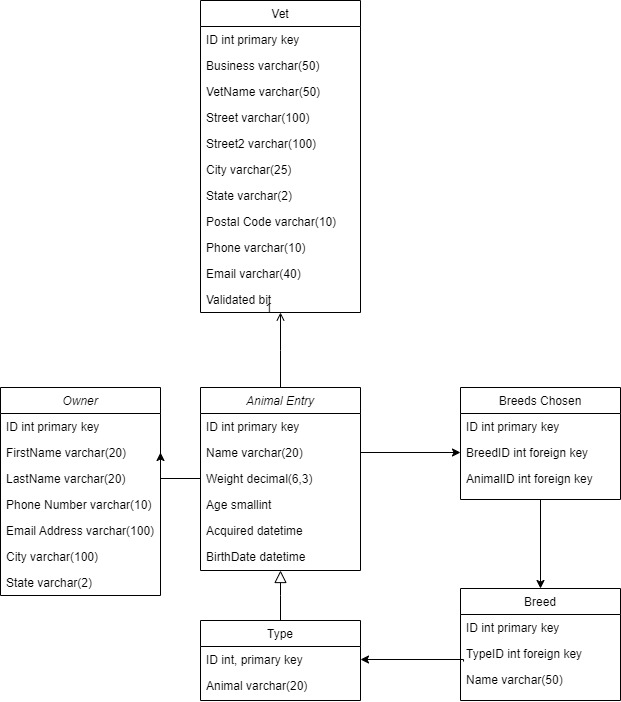 Vet
ID int primary key
Business varchar(50)
VetName varchar(50)
Street varchar(100)
Street2 varchar(100)
City varchar(25)
State varchar(2)
Postal Code varchar(10)
Phone varchar(10)
Email varchar(40)
Validated bit
1
Owner
ID int primary key
FirstName varchar(20)
LastName varchar(20)
Phone Number varchar(10)
Email Address varchar(100)
City varchar(100)
State varchar(2)
Animal Entry
ID int primary key
Name varchar(20)
Weight decimal(6,3)
Age smallint
Acquired datetime
BirthDate datetime
Breeds Chosen
ID int primary key
BreedID int foreign key
AnimalID int foreign key
Type
ID int, primary key
Animal varchar(20)
Breed
ID int primary key
TypeID int foreign key
Name varchar(50)